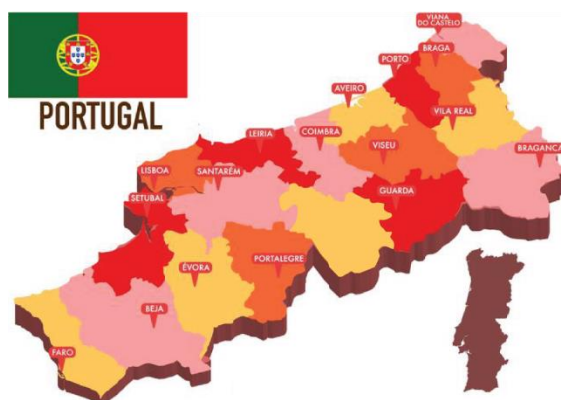 VIANA
DO CASTELO
BRAGA
PORTO
AVEIRO
VILA REAL
PORTUGAL
LEIRIA
COIMBRA
VISEU
BRAGANCA
LISBOA
SANTARÉM
GUARDA
SETUBAL
ÉVORA
PORTALEGRE
BEJA
FARO